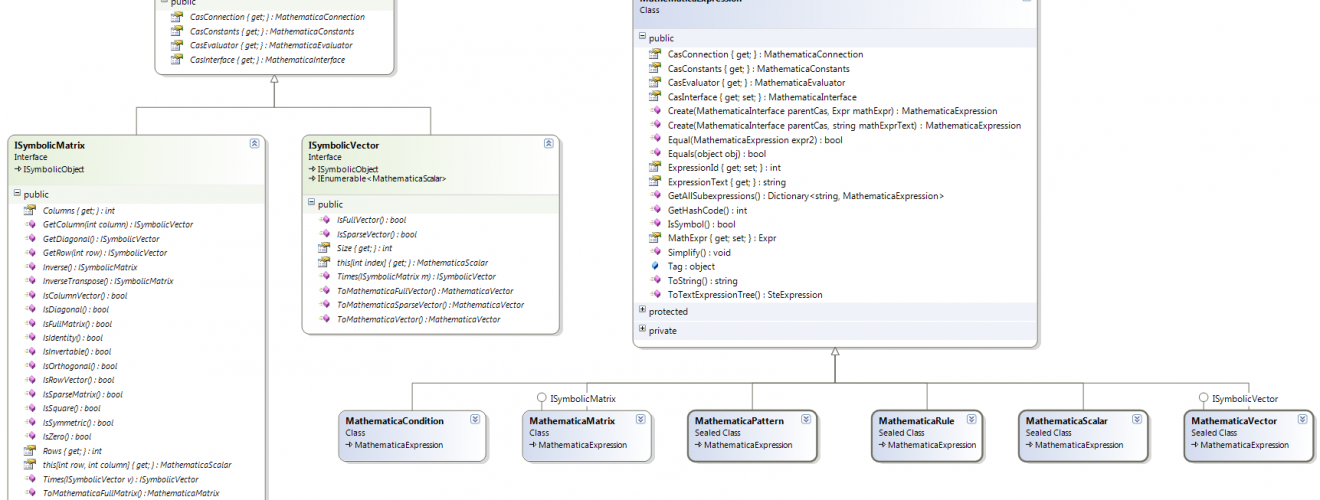 public
CasConnection { get; } : MathematicaConnection
CasConstants { get; } : MathematicaConstants
CasEvaluator { get; } : MathematicaEvaluator
CasInterface { get; } : MathematicaInterface
ISymbolicMatrix
Interface
ISymbolicObject
public
Columns { get; } : int
GetColumn(int column) : ISymbolicVector
GetDiagonal() : ISymbolicVector
GetRow(int row) : ISymbolicVector
Inverse() : ISymbolicMatrix
InverseTranspose() : ISymbolicMatrix
IsColumnVector() : bool
IsDiagonal() : bool
IsFullMatrix() : bool
IsIdentity() : bool
IsInvertable() : bool
IsOrthogonal() : bool
IsRowVector() : bool
IsSparseMatrix() : bool
IsSquare() : bool
IsSymmetric() : bool
IsZero() : bool
Rows { get; } : int
this[int row, int column] { get; } : MathematicaScalar
Times(ISymbolicVector v) : ISymbolicVector
ToMathematicaFullMatrix() : MathematicaMatrix
ISymbolicVector
Interface
ISymbolicObject
IEnumerable<MathematicaScalar>
public
IsFullVector() : bool
IsSparseVector() : bool
Size { get; } : int
this[int index] { get; } : MathematicaScalar
Times(ISymbolicMatrix m) : ISymbolicVector
ToMathematicaFullVector() : MathematicaVector
ToMathematicaSparseVector() : MathematicaVector
ToMathematicaVector() : MathematicaVector
MathematicaExpression
Class
public
CasConnection { get; } : MathematicaConnection
CasConstants { get; } : MathematicaConstants
CasEvaluator { get; } : MathematicaEvaluator
CasInterface { get; set; } : MathematicaInterface
Create(MathematicaInterface parentCas, Expr mathExpr) : MathematicaExpression
Create(MathematicaInterface parentCas, string mathExprText) : MathematicaExpression
Equal(MathematicaExpression expr2) : bool
Equals(object obj) : bool
ExpressionId { get; set; } : int
ExpressionText { get; } : string
GetAllSubexpressions() : Dictionary<string, MathematicaExpression>
GetHashCode() : int
IsSymbol() : bool
MathExpr { get; set; } : Expr
Simplify() : void
Tag : object
ToString() : string
ToTextExpressionTree() : SteExpression
protected
private
MathematicaCondition
Class
MathematicaExpression
ISymbolicMatrix
MathematicaMatrix
Class
MathematicaExpression
MathematicaPattern
Sealed Class
MathematicaExpression
MathematicaRule
Sealed Class
MathematicaExpression
MathematicaScalar
Sealed Class
MathematicaExpression
ISymbolicVector
MathematicaVector
Sealed Class
MathematicaExpression